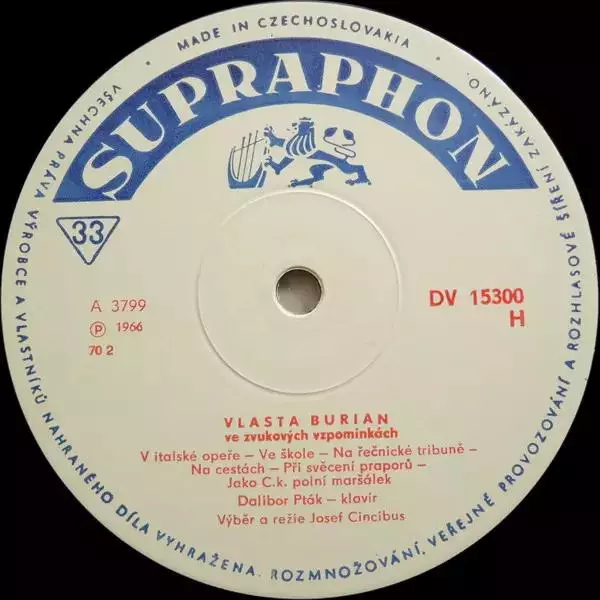 • MADE IN CZECHOSLOVAKIA •
SUPRAPHON
33
A 3799
Ⓟ 1966
70 2
DV 15300
H
VLASTA BURIAN
ve zvukových vzpomínkách
V italské opeře – Ve škole – Na řečnické tribuně –
Na cestách – Při svěcení praporů –
Jako C.k. polní maršálek
Dalibor Pták – klavír
Výběr a režie Josef Cincibus
VŠECHNA PRÁVA VÝROBCE A VLASTNÍKŮ NAHRANÉHO DÍLA VYHRAŽENA. ROZMNOŽOVÁNÍ, VEŘEJNÉ PROVOZOVÁNÍ A ROZHLASOVÉ ŠÍŘENÍ ZAKÁZÁNO